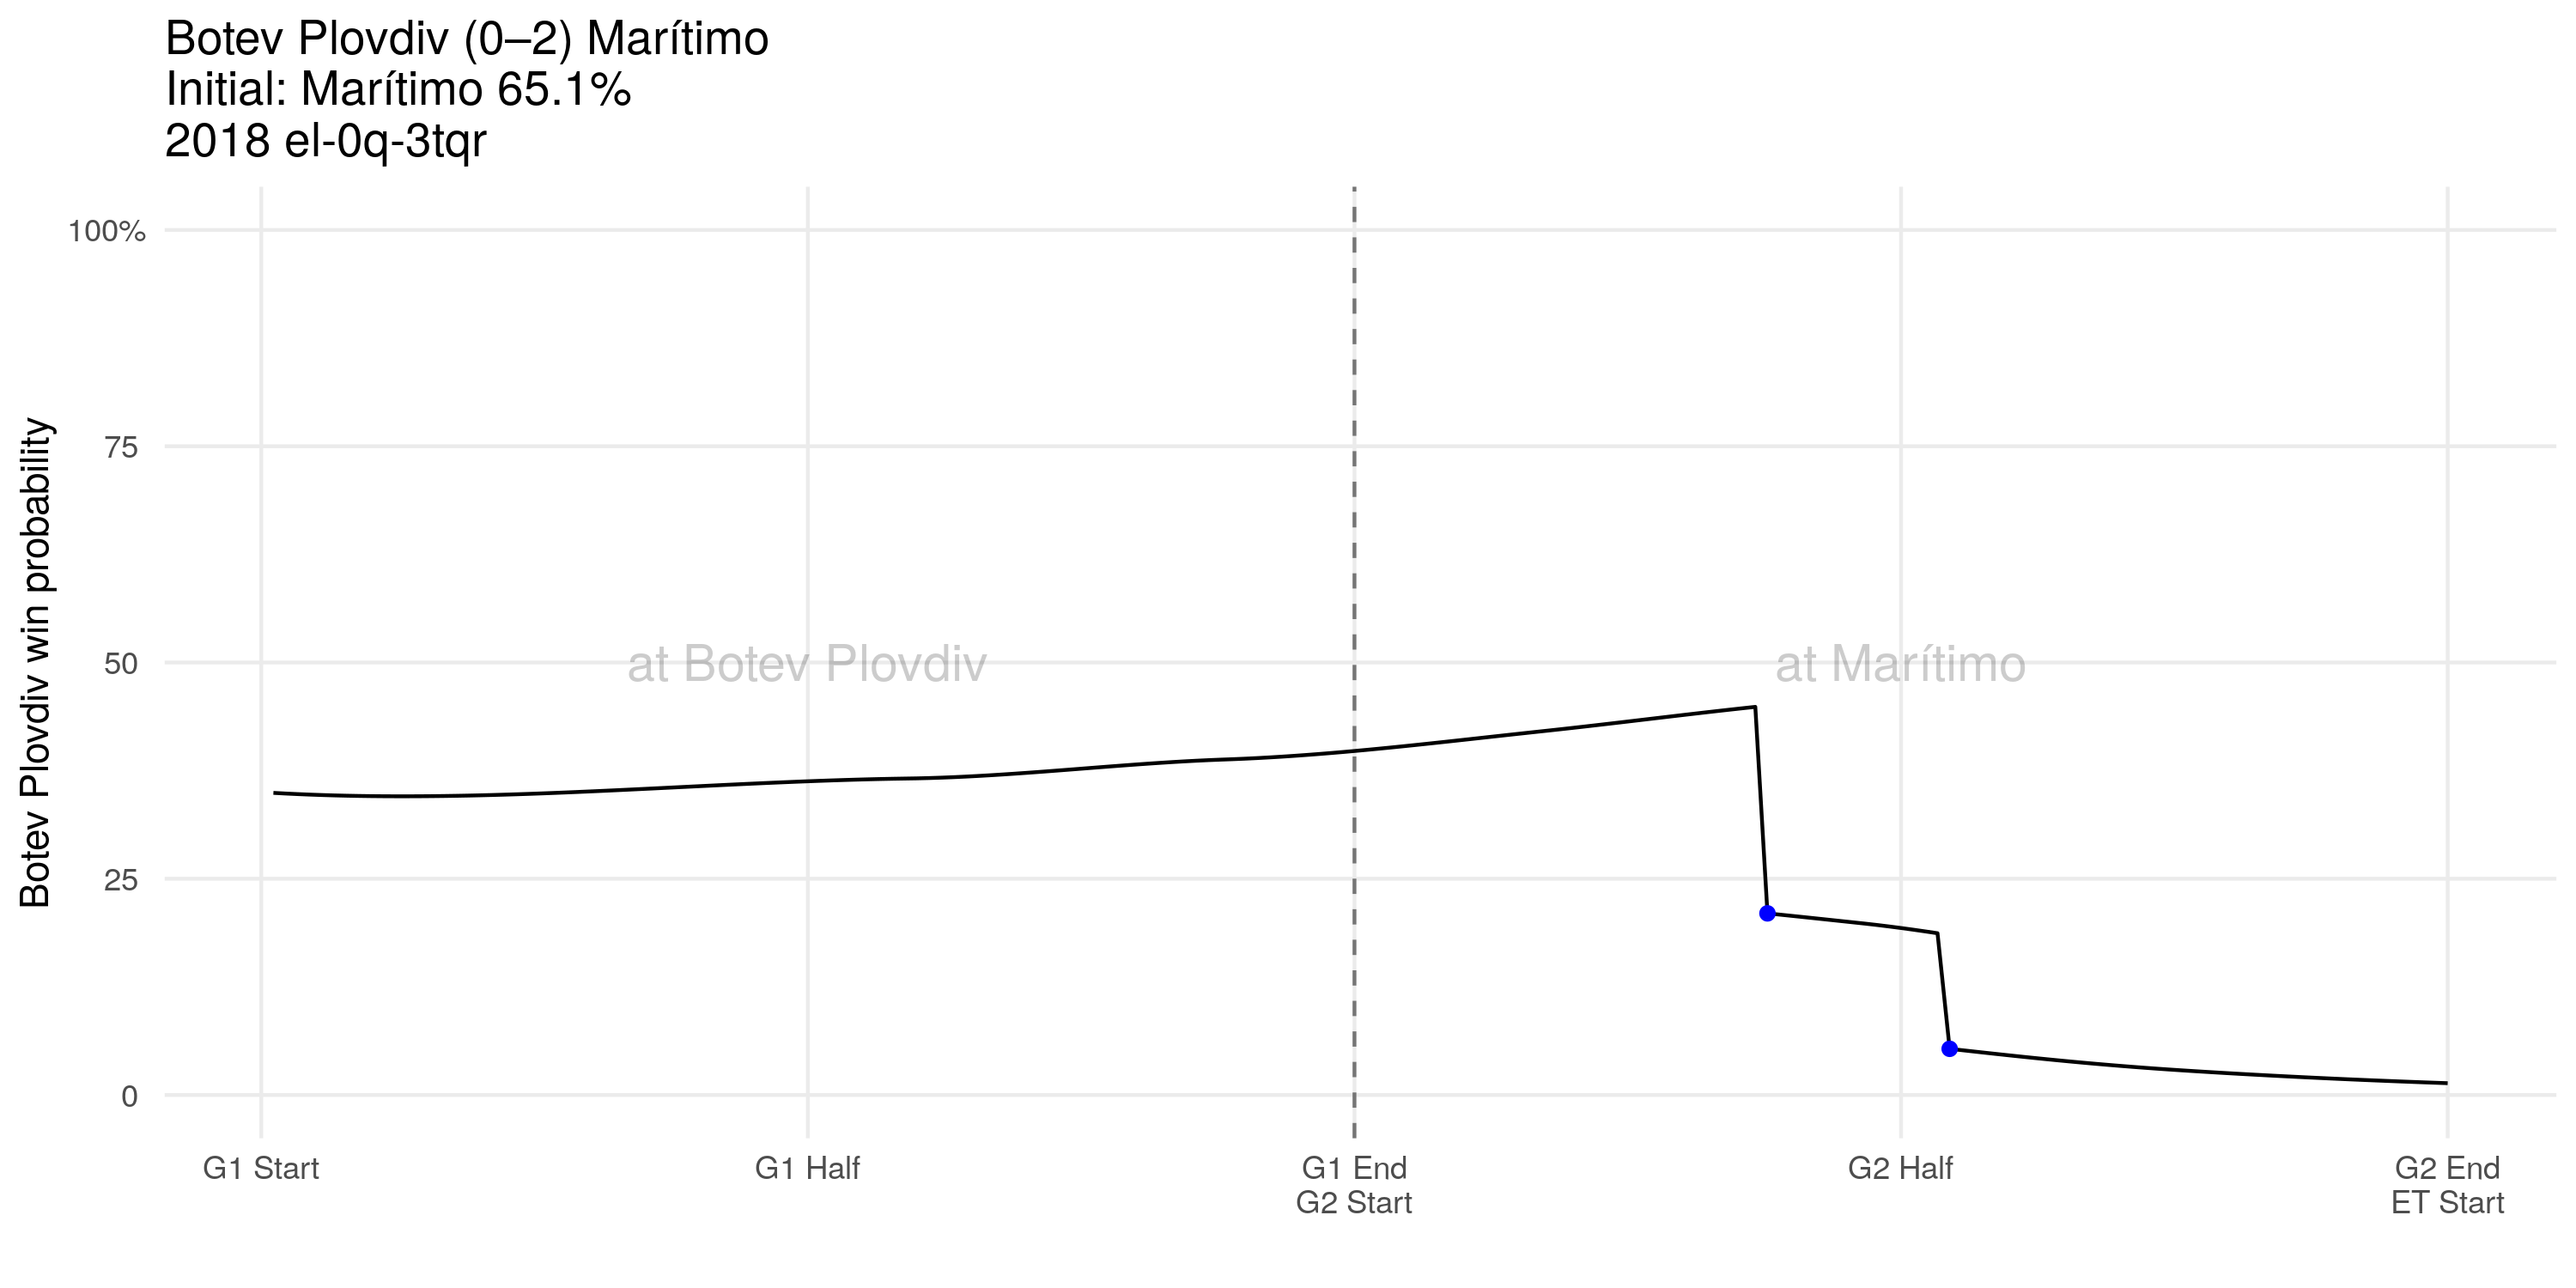 Botev Plovdiv (0–2) Marítimo
Initial: Marítimo 65.1%
2018 el-0q-3tqr
Botev Plovdiv win probability
100%
75
50
25
0
at Botev Plovdiv
at Marítimo
G1 Start
G1 Half
G1 End
G2 Start
G2 Half
G2 End
ET Start